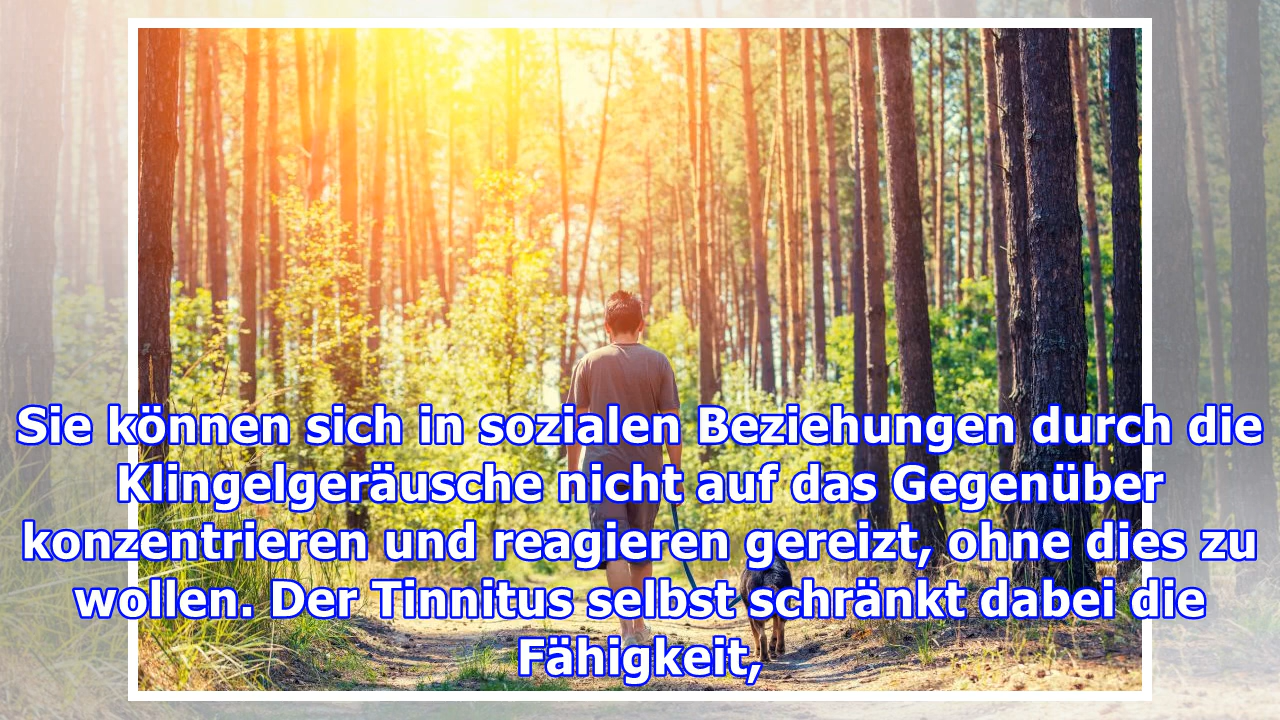 Sie können sich in sozialen Beziehungen durch die
Klingelgeräusche nicht auf das Gegenüber
konzentrieren und reagieren gereizt, ohne dies zu
wollen. Der Tinnitus selbst schränkt dabei die
Fähigkeit,